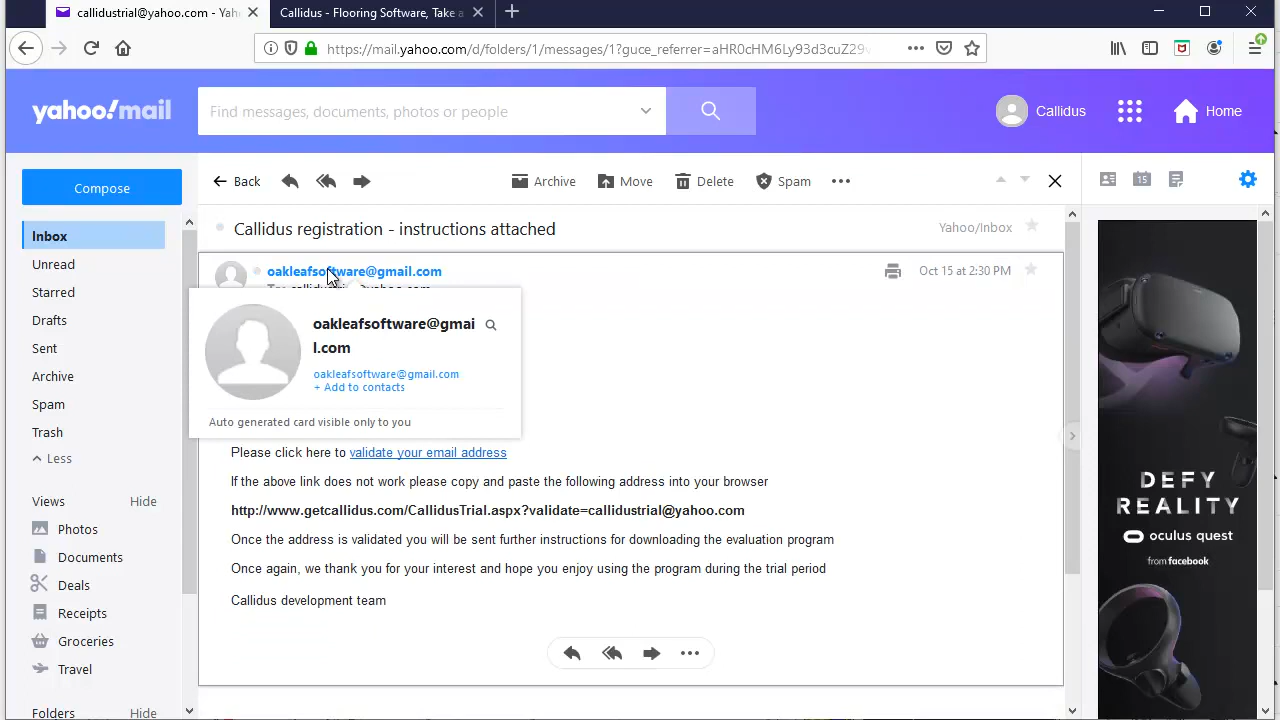 callidustrial@yahoo.com - Yah
Callidus - Flooring Software, Take a
https://mail.yahoo.com/d/folders/1/messages/1?guce_referrer=aHR0cHM6Ly93d3cuZ29v
yahoo!mail
Find messages, documents, photos or people
Callidus
Home
Compose
Back
Archive
Move
Delete
Spam
15
Inbox
Unread
Starred
Drafts
Sent
Archive
Spam
Trash
Less
Views Hide
Photos
Documents
Deals
Receipts
Groceries
Travel
Folders Hide
Callidus registration - instructions attached
Yahoo/Inbox
oakleafsoftware@gmail.com
Oct 15 at 2:30 PM
To: callidustrial@yahoo.com
oakleafsoftware@gmai
l.com
oakleafsoftware@gmail.com
+ Add to contacts
Auto generated card visible only to you
Please click here to validate your email address
If the above link does not work please copy and paste the following address into your browser
http://www.getcallidus.com/CallidusTrial.aspx?validate=callidustrial@yahoo.com
Once the address is validated you will be sent further instructions for downloading the evaluation program
Once again, we thank you for your interest and hope you enjoy using the program during the trial period
Callidus development team
DEFY
REALITY
oculus quest
from facebook